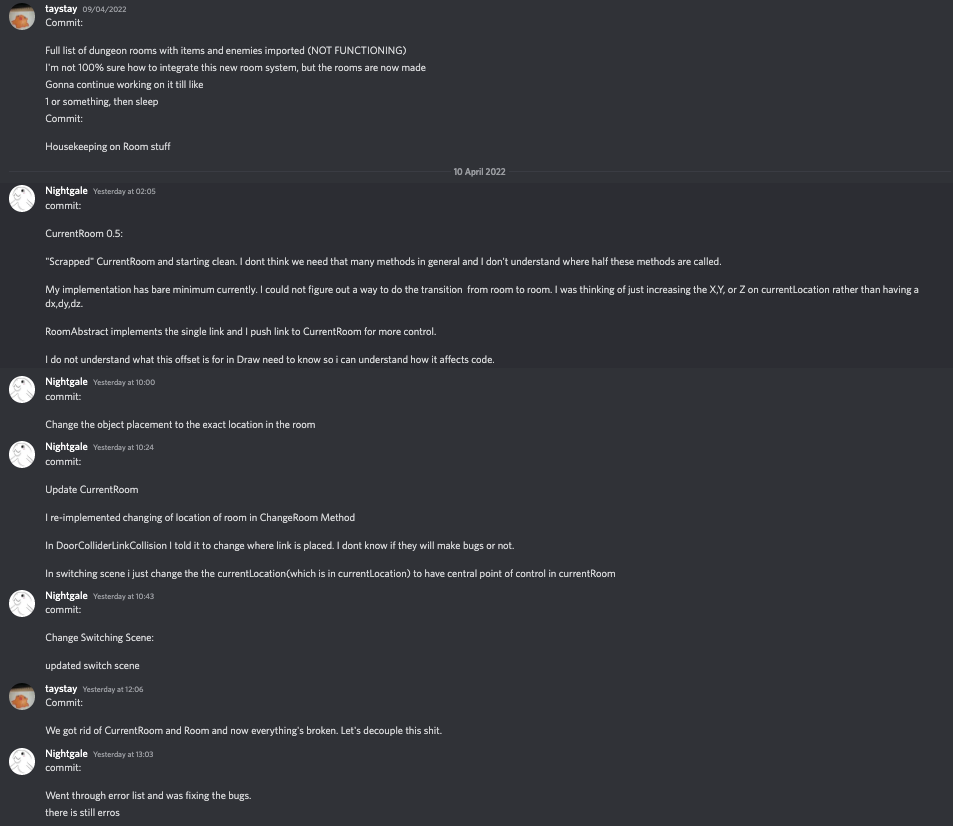 taystay 09/04/2022
Commit:
Full list of dungeon rooms with items and enemies imported (NOT FUNCTIONING)
I'm not 100% sure how to integrate this new room system, but the rooms are now made
Gonna continue working on it till like
1 or something, then sleep
Commit:
Housekeeping on Room stuff
10 April 2022
Nightgale Yesterday at 02:05
commit:
CurrentRoom 0.5:
"Scrapped" CurrentRoom and starting clean. I dont think we need that many methods in general and I don't understand where half these methods are called.
My implementation has bare minimum currently. I could not figure out a way to do the transition from room to room. I was thinking of just increasing the X,Y, or Z on currentLocation rather than having a
dx,dy,dz.
RoomAbstract implements the single link and I push link to CurrentRoom for more control.
I do not understand what this offset is for in Draw need to know so i can understand how it affects code.
Nightgale Yesterday at 10:00
commit:
Change the object placement to the exact location in the room
Nightgale Yesterday at 10:24
commit:
Update CurrentRoom
I re-implemented changing of location of room in ChangeRoom Method
In DoorColliderLinkCollision I told it to change where link is placed. I dont know if they will make bugs or not.
In switching scene i just change the the currentLocation(which is in currentLocation) to have central point of control in currentRoom
Nightgale Yesterday at 10:43
commit:
Change Switching Scene:
updated switch scene
taystay Yesterday at 12:06
Commit:
We got rid of CurrentRoom and Room and now everything's broken. Let's decouple this shit.
Nightgale Yesterday at 13:03
commit:
Went through error list and was fixing the bugs.
there is still erros